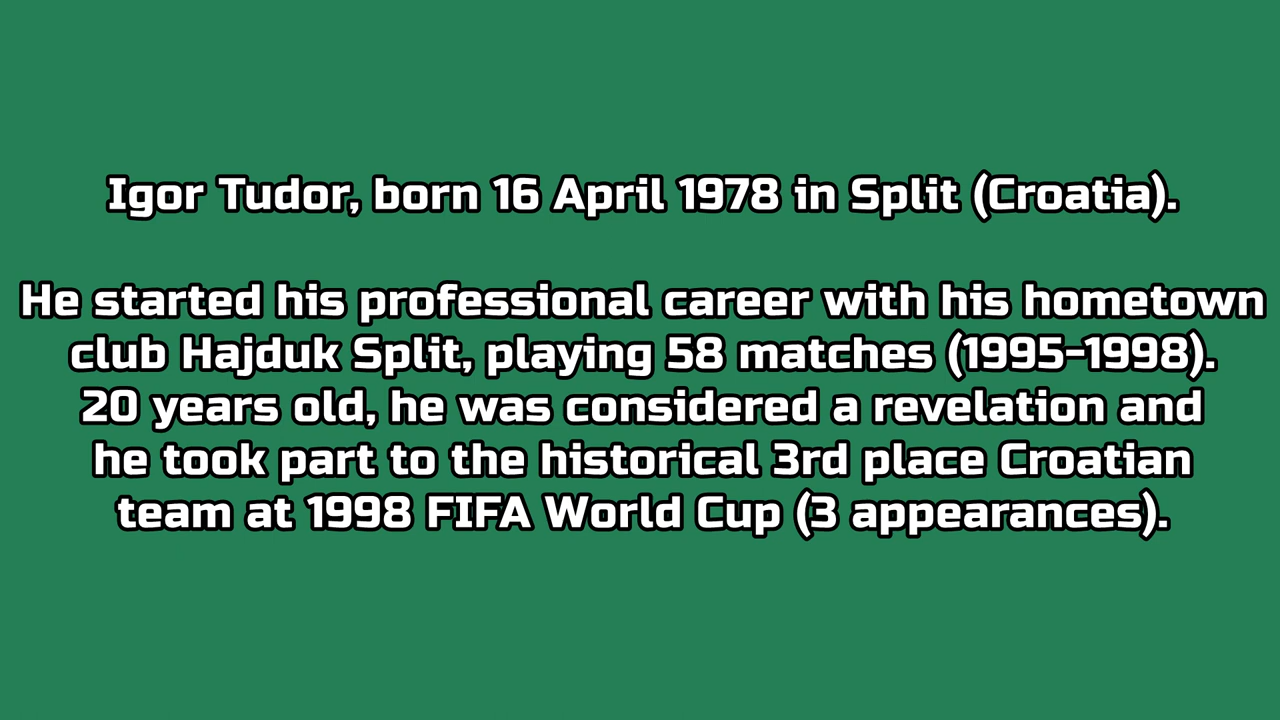 Igor Tudor, born 16 April 1978 in Split (Croatia).
He started his professional career with his hometown
club Hajduk Split, playing 58 matches (1995-1998).
20 years old, he was considered a revelation and
he took part to the historical 3rd place Croatian
team at 1998 FIFA World Cup (3 appearances).